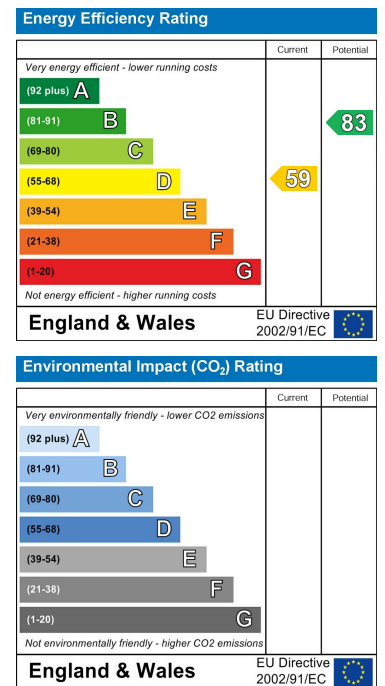 Energy Efficiency Rating
Current Potential
Very energy efficient - lower running costs
(92 plus) A
(81-91) B
83
(69-80) C
(55-68) D
59
(39-54) E
(21-38) F
(1-20) G
Not energy efficient - higher running costs
England & Wales
EU Directive
2002/91/EC
Environmental Impact (CO₂) Rating
Current Potential
Very environmentally friendly - lower CO2 emissions
(92 plus) A
(81-91) B
(69-80) C
(55-68) D
(39-54) E
(21-38) F
(1-20) G
Not environmentally friendly - higher CO2 emissions
England & Wales
EU Directive
2002/91/EC